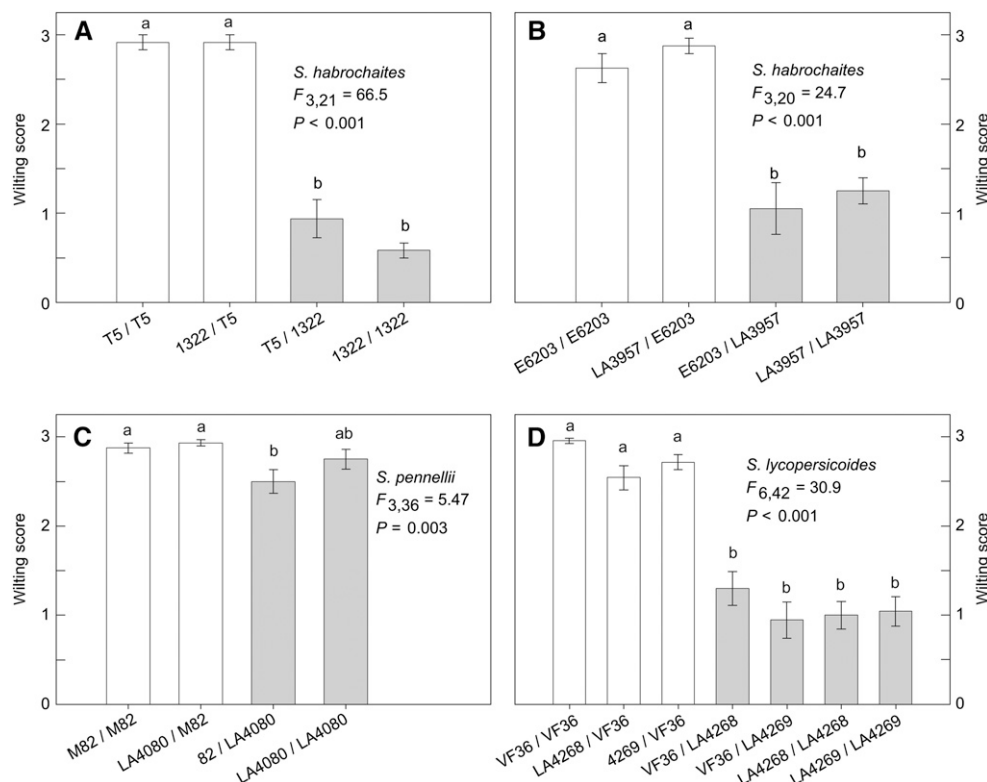 A
a
a
S. habrochaites
F3,21 = 66.5
P < 0.001
b
b
Wilting score
3
2
1
0
T5 / T5
1322 / T5
T5 / 1322
1322 / 1322
B
a
a
S. habrochaites
F3,20 = 24.7
P < 0.001
b
b
3
2
1
0
Wilting score
E6203 / E6203
LA3957 / E6203
E6203 / LA3957
LA3957 / LA3957
C
a
a
b
ab
S. pennellii
F3,36 = 5.47
P = 0.003
Wilting score
3
2
1
0
M82 / M82
LA4080 / M82
82 / LA4080
LA4080 / LA4080
D
a
a
a
S. lycopersicoides
F6,42 = 30.9
P < 0.001
b
b
b
b
3
2
1
0
Wilting score
VF36 / VF36
LA4268 / VF36
4269 / VF36
VF36 / LA4268
VF36 / LA4269
LA4268 / LA4268
LA4269 / LA4269